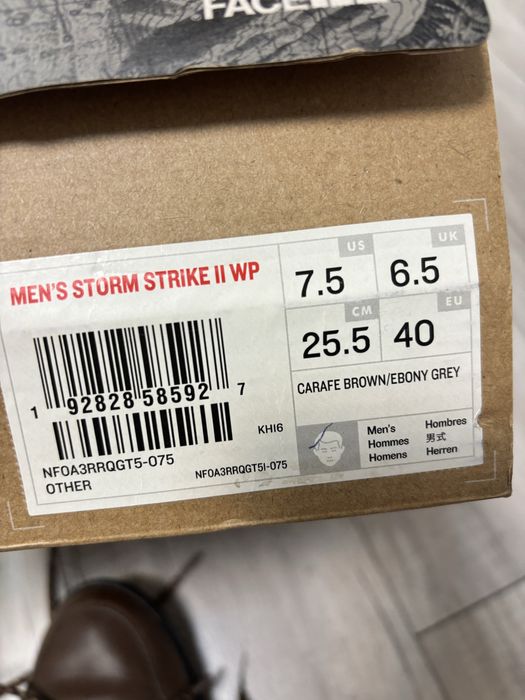 FACE
MEN'S STORM STRIKE II WP
US
7.5
UK
6.5
CM
25.5
EU
40
CARAFE BROWN/EBONY GREY
1 92828 58592 7
KHI6
NF0A3RRQGT5-075
NF0A3RRQGT5I-075
OTHER
Men's Hombres
Hommes 男式
Homens Herren